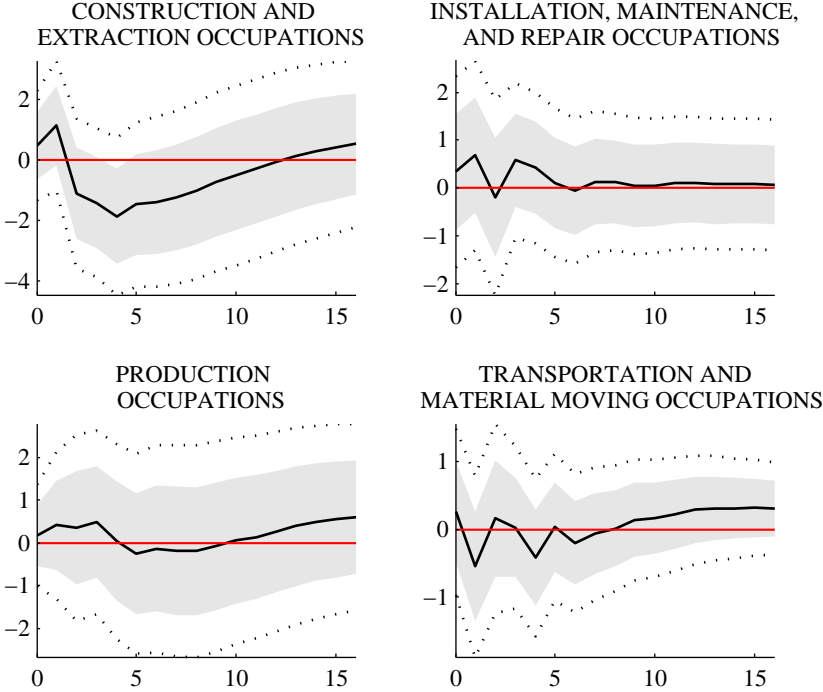 CONSTRUCTION AND
EXTRACTION OCCUPATIONS
2
0
−2
−4
0 5 10 15
INSTALLATION, MAINTENANCE,
AND REPAIR OCCUPATIONS
2
1
0
−1
−2
0 5 10 15
PRODUCTION
OCCUPATIONS
2
1
0
−1
−2
0 5 10 15
TRANSPORTATION AND
MATERIAL MOVING OCCUPATIONS
1
0
−1
0 5 10 15